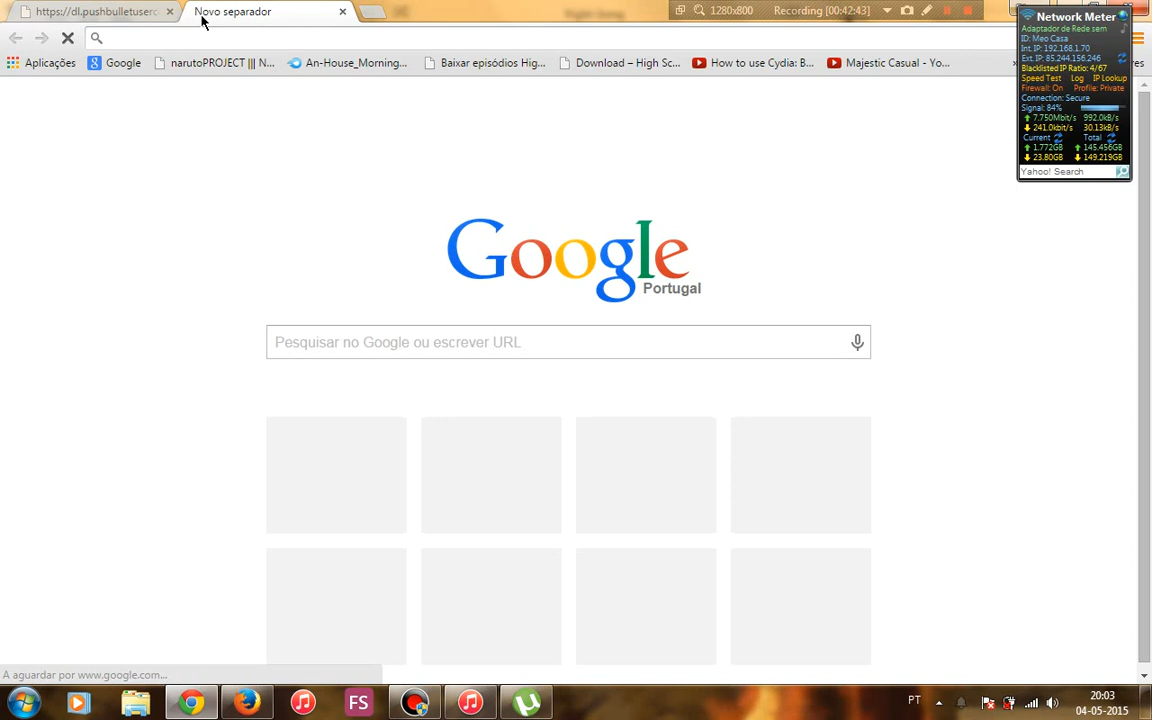 https://dl.pushbulletuserc
Novo separador
1280x800
Recording [00:42:43]
Aplicações
Google
narutoPROJECT ||| N...
An-House_Morning...
Baixar episódios Hig...
Download – High Sc...
How to use Cydia: B...
Majestic Casual - Yo...
»
res
Network Meter
Adaptador de Rede sem
ID: Meo Casa
Int. IP: 192.168.1.70
Ext. IP: 85.244.156.246
Blacklisted IP Ratio: 4/67
Speed Test Log IP Lookup
Firewall: On Profile: Private
Connection: Secure
Signal: 84%
7.750Mbit/s 992.0kB/s
241.0kbit/s 30.13kB/s
Current Total
1.772GB 145.456GB
23.80GB 149.219GB
Yahoo! Search
Google
Portugal
Pesquisar no Google ou escrever URL
A aguardar por www.google.com...
FS
PT
20:03
04-05-2015